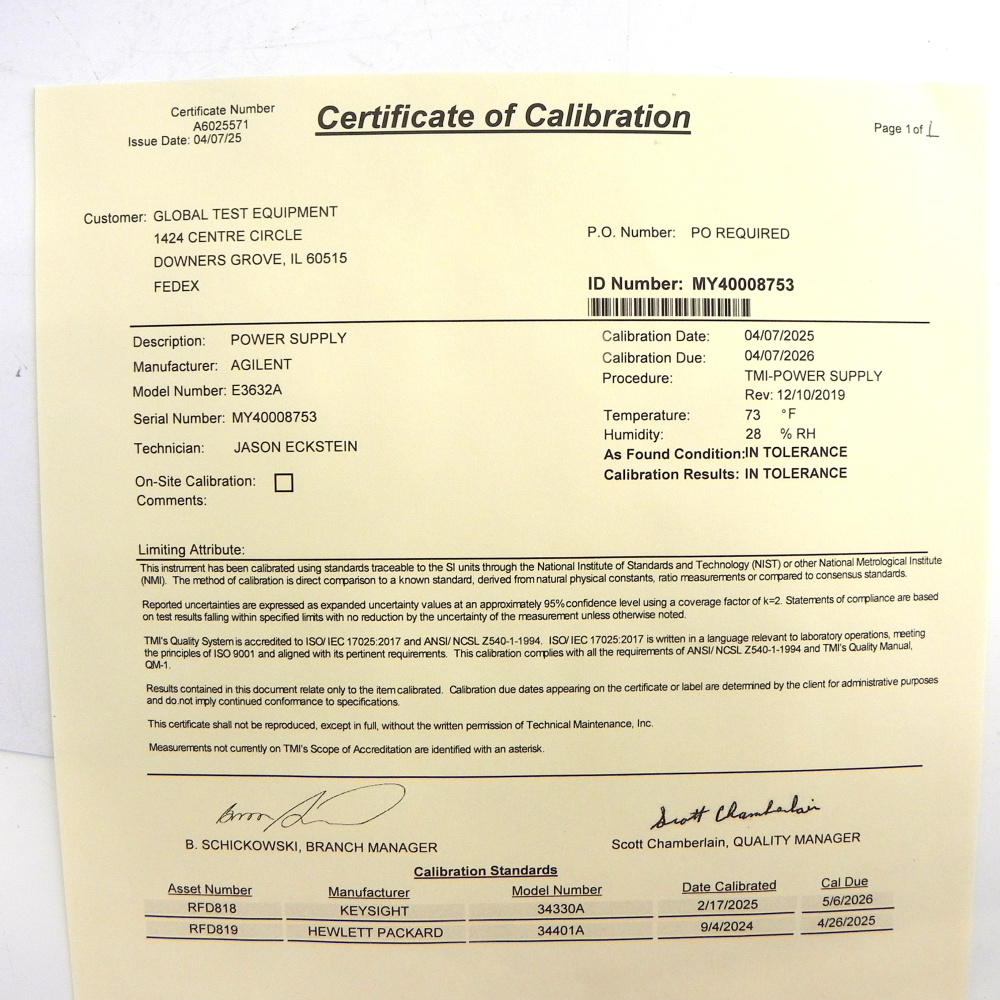 Certificate Number
A6025571
Issue Date: 04/07/25
Certificate of Calibration
Page 1 of 1
Customer: GLOBAL TEST EQUIPMENT
1424 CENTRE CIRCLE
DOWNERS GROVE, IL 60515
FEDEX
P.O. Number: PO REQUIRED
ID Number: MY40008753
Description: POWER SUPPLY
Manufacturer: AGILENT
Model Number: E3632A
Serial Number: MY40008753
Technician: JASON ECKSTEIN
On-Site Calibration:
Comments:
Calibration Date: 04/07/2025
Calibration Due: 04/07/2026
Procedure: TMI-POWER SUPPLY
Rev: 12/10/2019
Temperature: 73 °F
Humidity: 28 % RH
As Found Condition:IN TOLERANCE
Calibration Results: IN TOLERANCE
Limiting Attribute:
This instrument has been calibrated using standards traceable to the SI units through the National Institute of Standards and Technology (NIST) or other National Metrological Institute
(NMI). The method of calibration is direct comparison to a known standard, derived from natural physical constants, ratio measurements or compared to consensus standards.
Reported uncertainties are expressed as expanded uncertainty values at an approximately 95% confidence level using a coverage factor of k=2. Statements of compliance are based
on test results falling within specified limits with no reduction by the uncertainty of the measurement unless otherwise noted.
TMI's Quality System is accredited to ISO/IEC 17025:2017 and ANSI/NCSL Z540-1-1994. ISO/IEC 17025:2017 is written in a language relevant to laboratory operations, meeting
the principles of ISO 9001 and aligned with its pertinent requirements. This calibration complies with all the requirements of ANSI/NCSL Z540-1-1994 and TMI's Quality Manual,
QM-1.
Results contained in this document relate only to the item calibrated. Calibration due dates appearing on the certificate or label are determined by the client for administrative purposes
and do not imply continued conformance to specifications.
This certificate shall not be reproduced, except in full, without the written permission of Technical Maintenance, Inc.
Measurements not currently on TMI's Scope of Accreditation are identified with an asterisk.
Scott Chamberlain
B. SCHICKOWSKI, BRANCH MANAGER
Scott Chamberlain, QUALITY MANAGER
Calibration Standards
Asset Number Manufacturer Model Number Date Calibrated Cal Due
RFD818 KEYSIGHT 34330A 2/17/2025 5/6/2026
RFD819 HEWLETT PACKARD 34401A 9/4/2024 4/26/2025